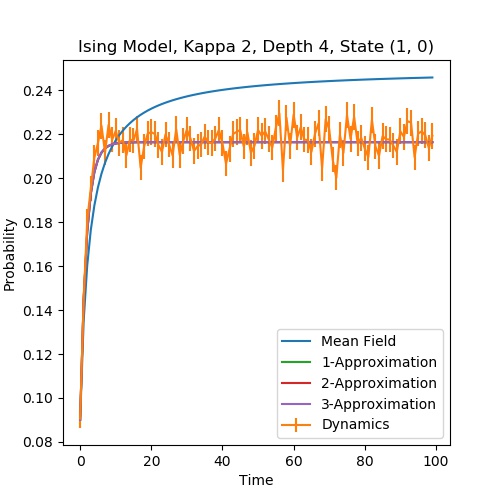 Ising Model, Kappa 2, Depth 4, State (1, 0)
0.24
0.22
0.20
0.18
0.16
0.14
0.12
0.10
0.08
Probability
0
20
40
60
80
100
Time
Mean Field
1-Approximation
2-Approximation
3-Approximation
Dynamics